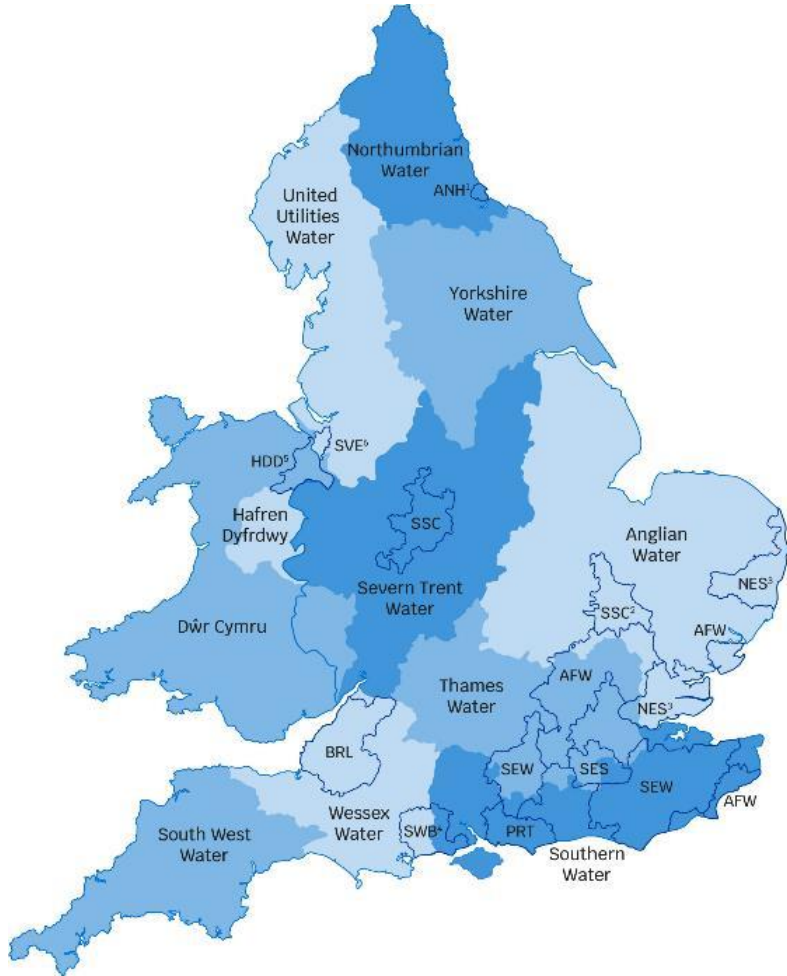 Northumbrian
Water
ANH¹
United
Utilities
Water
Yorkshire
Water
SVE⁶
HDD⁵
SSC
Hafren
Dyfrdwy
Anglian
Water
NES³
Severn Trent
Water
SSC²
Dŵr Cymru
AFW
AFW
Thames
Water
NES³
BRL
SEW
SES
SEW
AFW
Wessex
Water
SWB⁴
PRT
South West
Water
Southern
Water